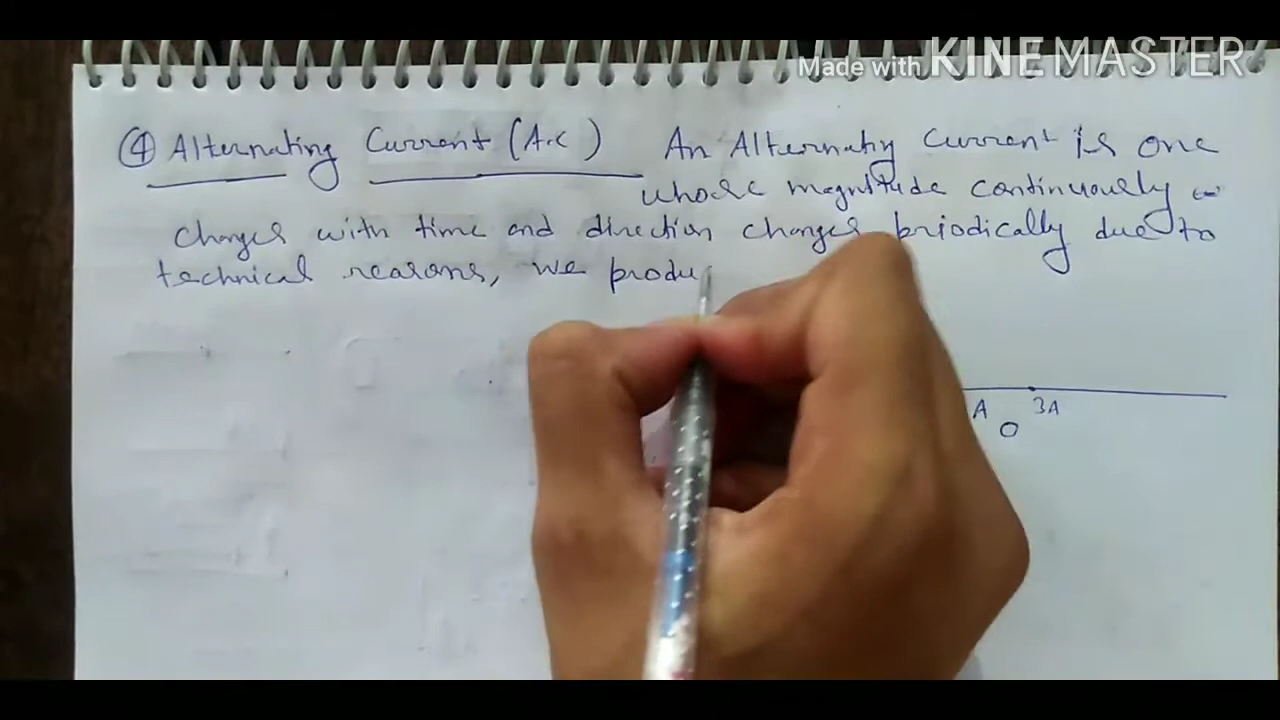 Made with KINEMASTER
④ Alternating Current (A.C) An Alternating Current is one
whose magnitude continuously
changes with time and direction changes priodically due to
technical reasons, we produ
A 3A
O